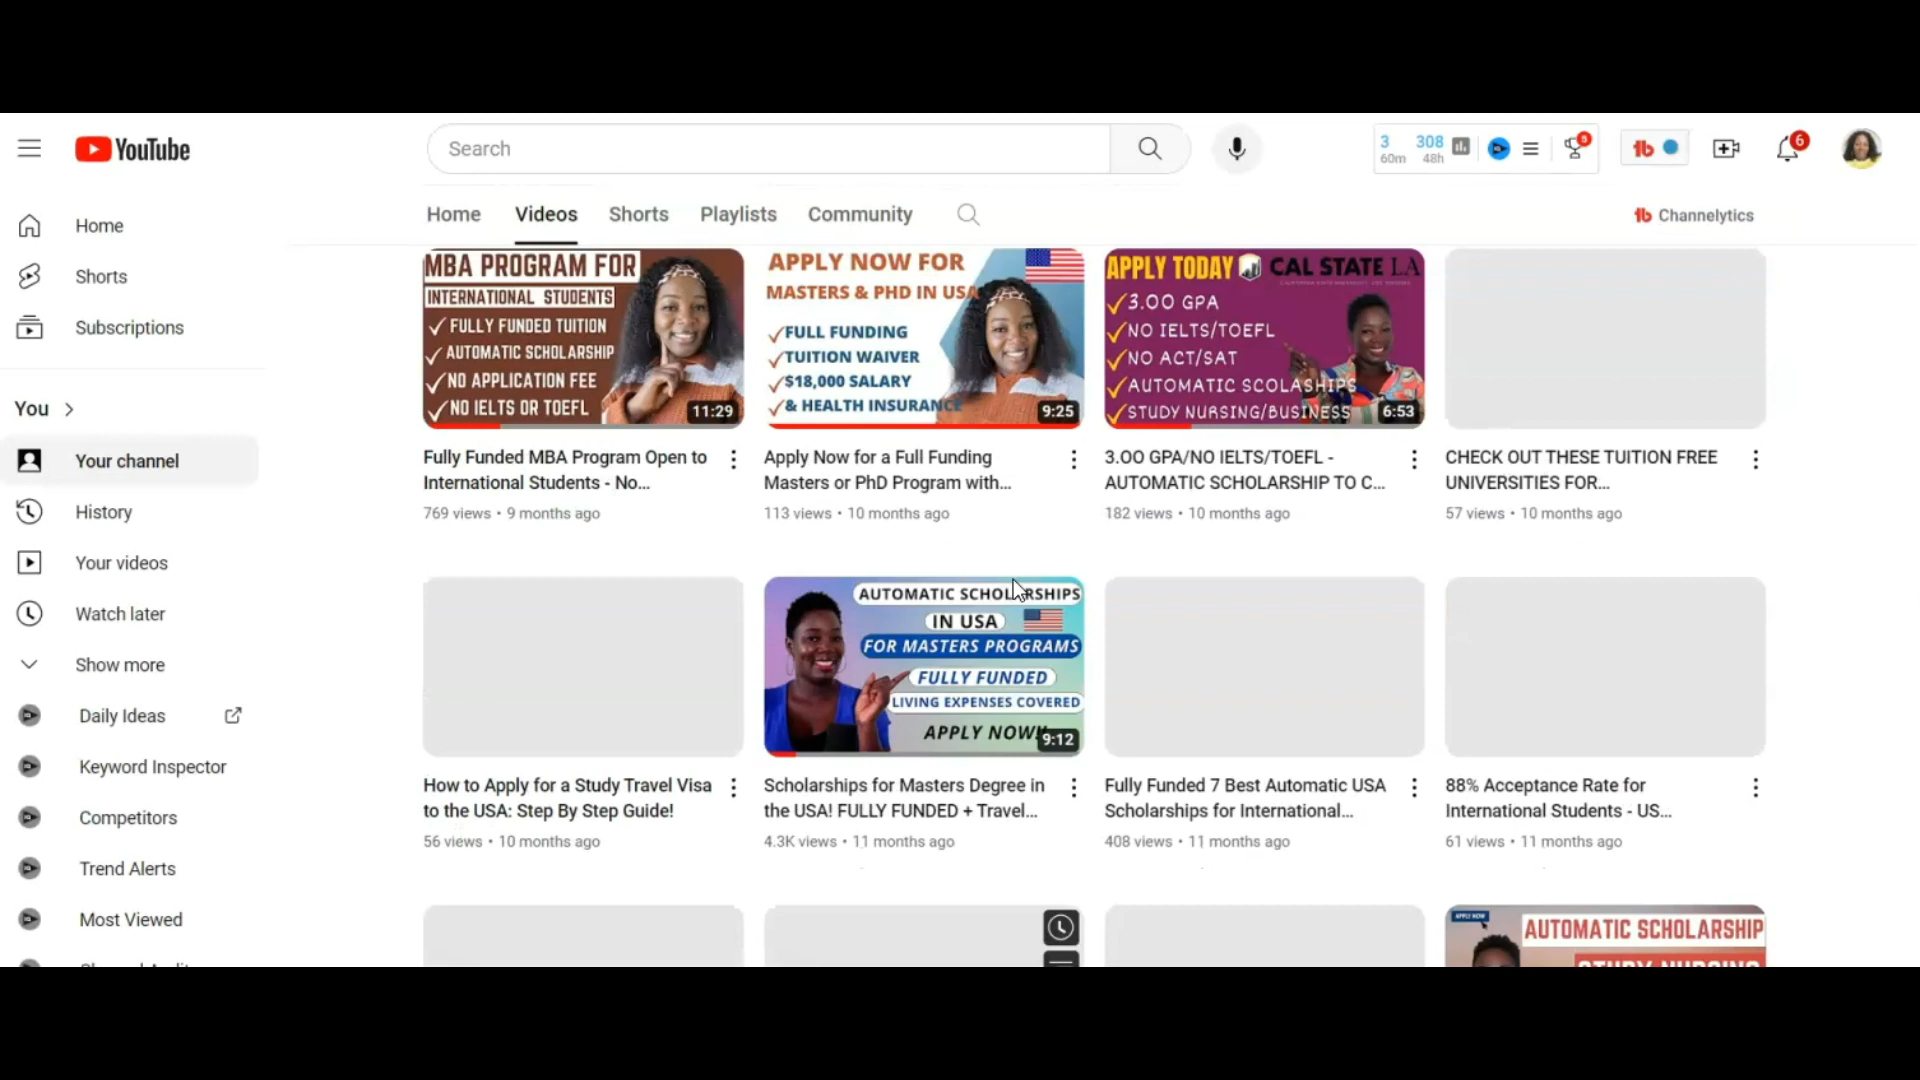 YouTube
Search
3 308
60m 48h
5
6
Home
Shorts
Subscriptions
You
Your channel
History
Your videos
Watch later
Show more
Daily Ideas
Keyword Inspector
Competitors
Trend Alerts
Most Viewed
Home Videos Shorts Playlists Community
Channelytics
MBA PROGRAM FOR
INTERNATIONAL STUDENTS
FULLY FUNDED TUITION
AUTOMATIC SCHOLARSHIP
NO APPLICATION FEE
NO IELTS OR TOEFL
11:29
Fully Funded MBA Program Open to
International Students - No...
769 views • 9 months ago
APPLY NOW FOR
MASTERS & PHD IN USA
FULL FUNDING
TUITION WAIVER
$18,000 SALARY
& HEALTH INSURANCE
9:25
Apply Now for a Full Funding
Masters or PhD Program with...
113 views • 10 months ago
APPLY TODAY CAL STATE LA
3.00 GPA
NO IELTS/TOEFL
NO ACT/SAT
AUTOMATIC SCOLASHIPS
STUDY NURSING/BUSINESS
6:53
3.00 GPA/NO IELTS/TOEFL -
AUTOMATIC SCHOLARSHIP TO C...
182 views • 10 months ago
CHECK OUT THESE TUITION FREE
UNIVERSITIES FOR...
57 views • 10 months ago
How to Apply for a Study Travel Visa
to the USA: Step By Step Guide!
56 views • 10 months ago
AUTOMATIC SCHOLARSHIPS
IN USA
FOR MASTERS PROGRAMS
FULLY FUNDED
LIVING EXPENSES COVERED
APPLY NOW!!
9:12
Scholarships for Masters Degree in
the USA! FULLY FUNDED + Travel...
4.3K views • 11 months ago
Fully Funded 7 Best Automatic USA
Scholarships for International...
408 views • 11 months ago
88% Acceptance Rate for
International Students - US...
61 views • 11 months ago
APPLY NOW
AUTOMATIC SCHOLARSHIP
STUDY NURSING